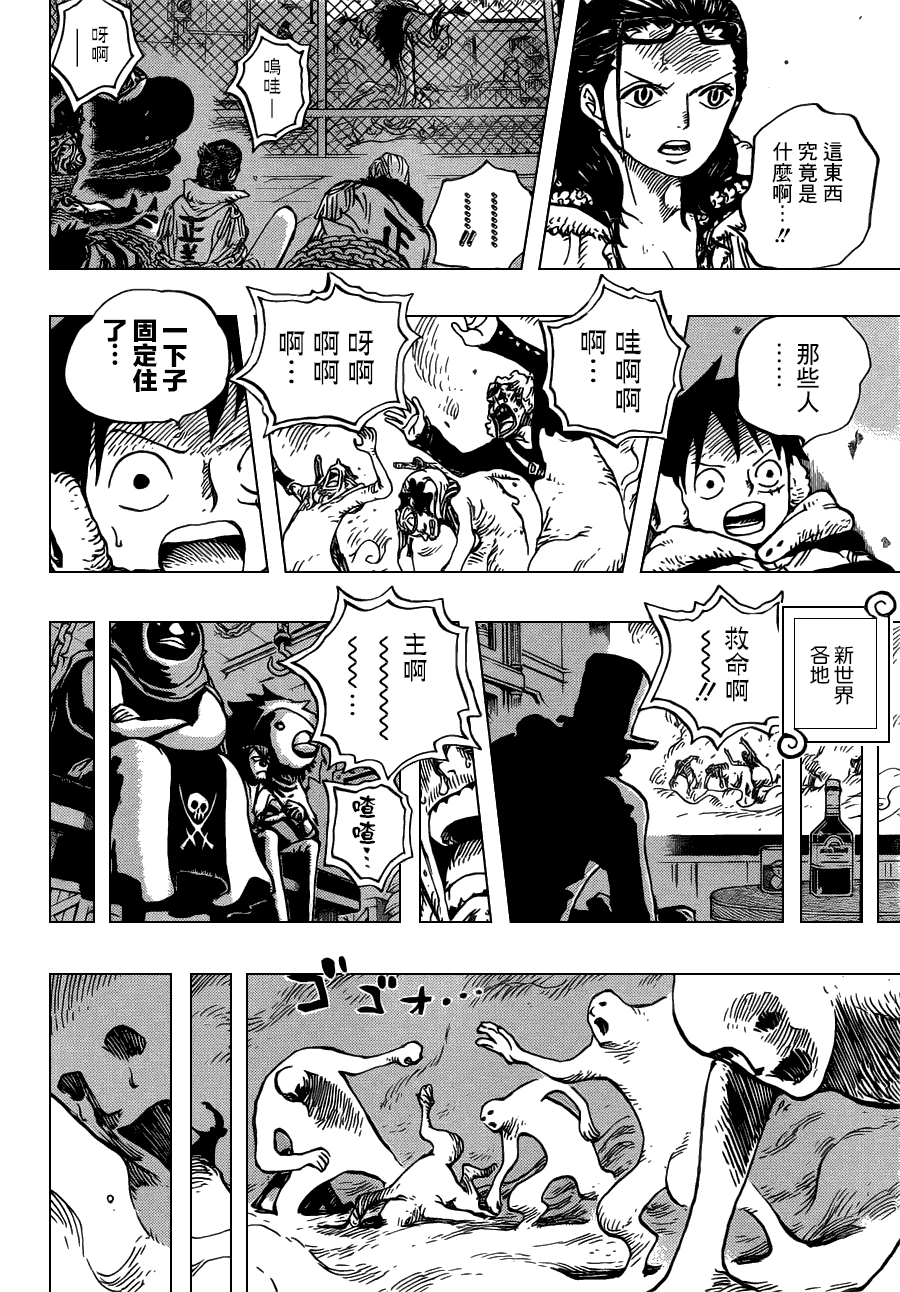 這東西
究竟是
什麼啊…!!
嗚哇—
呀啊
—
…………!!
那些人
……
哇啊啊
啊…
呀啊
啊啊
啊…
一下子
固定住
了…
新世界
各地
救命啊
～～～!!
主啊
～～～～
～～…
喳喳…
ゴゴォ…
正
正義